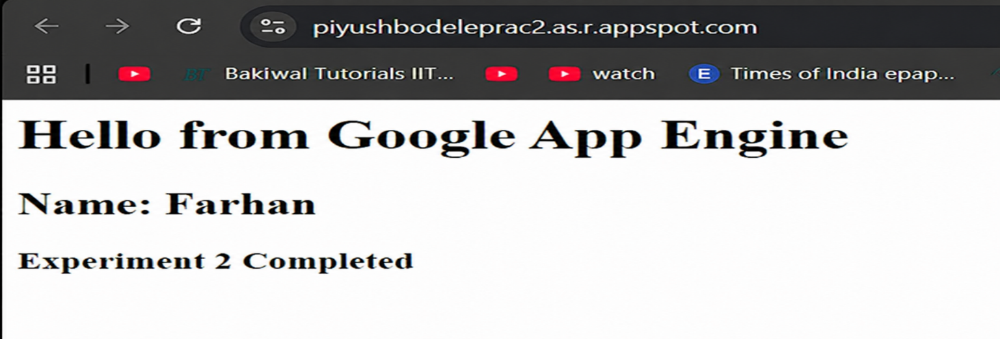 piyushbodeleprac2.as.r.appspot.com
BT Bakiwal Tutorials IIT... watch E Times of India epap...
Hello from Google App Engine
Name: Farhan
Experiment 2 Completed